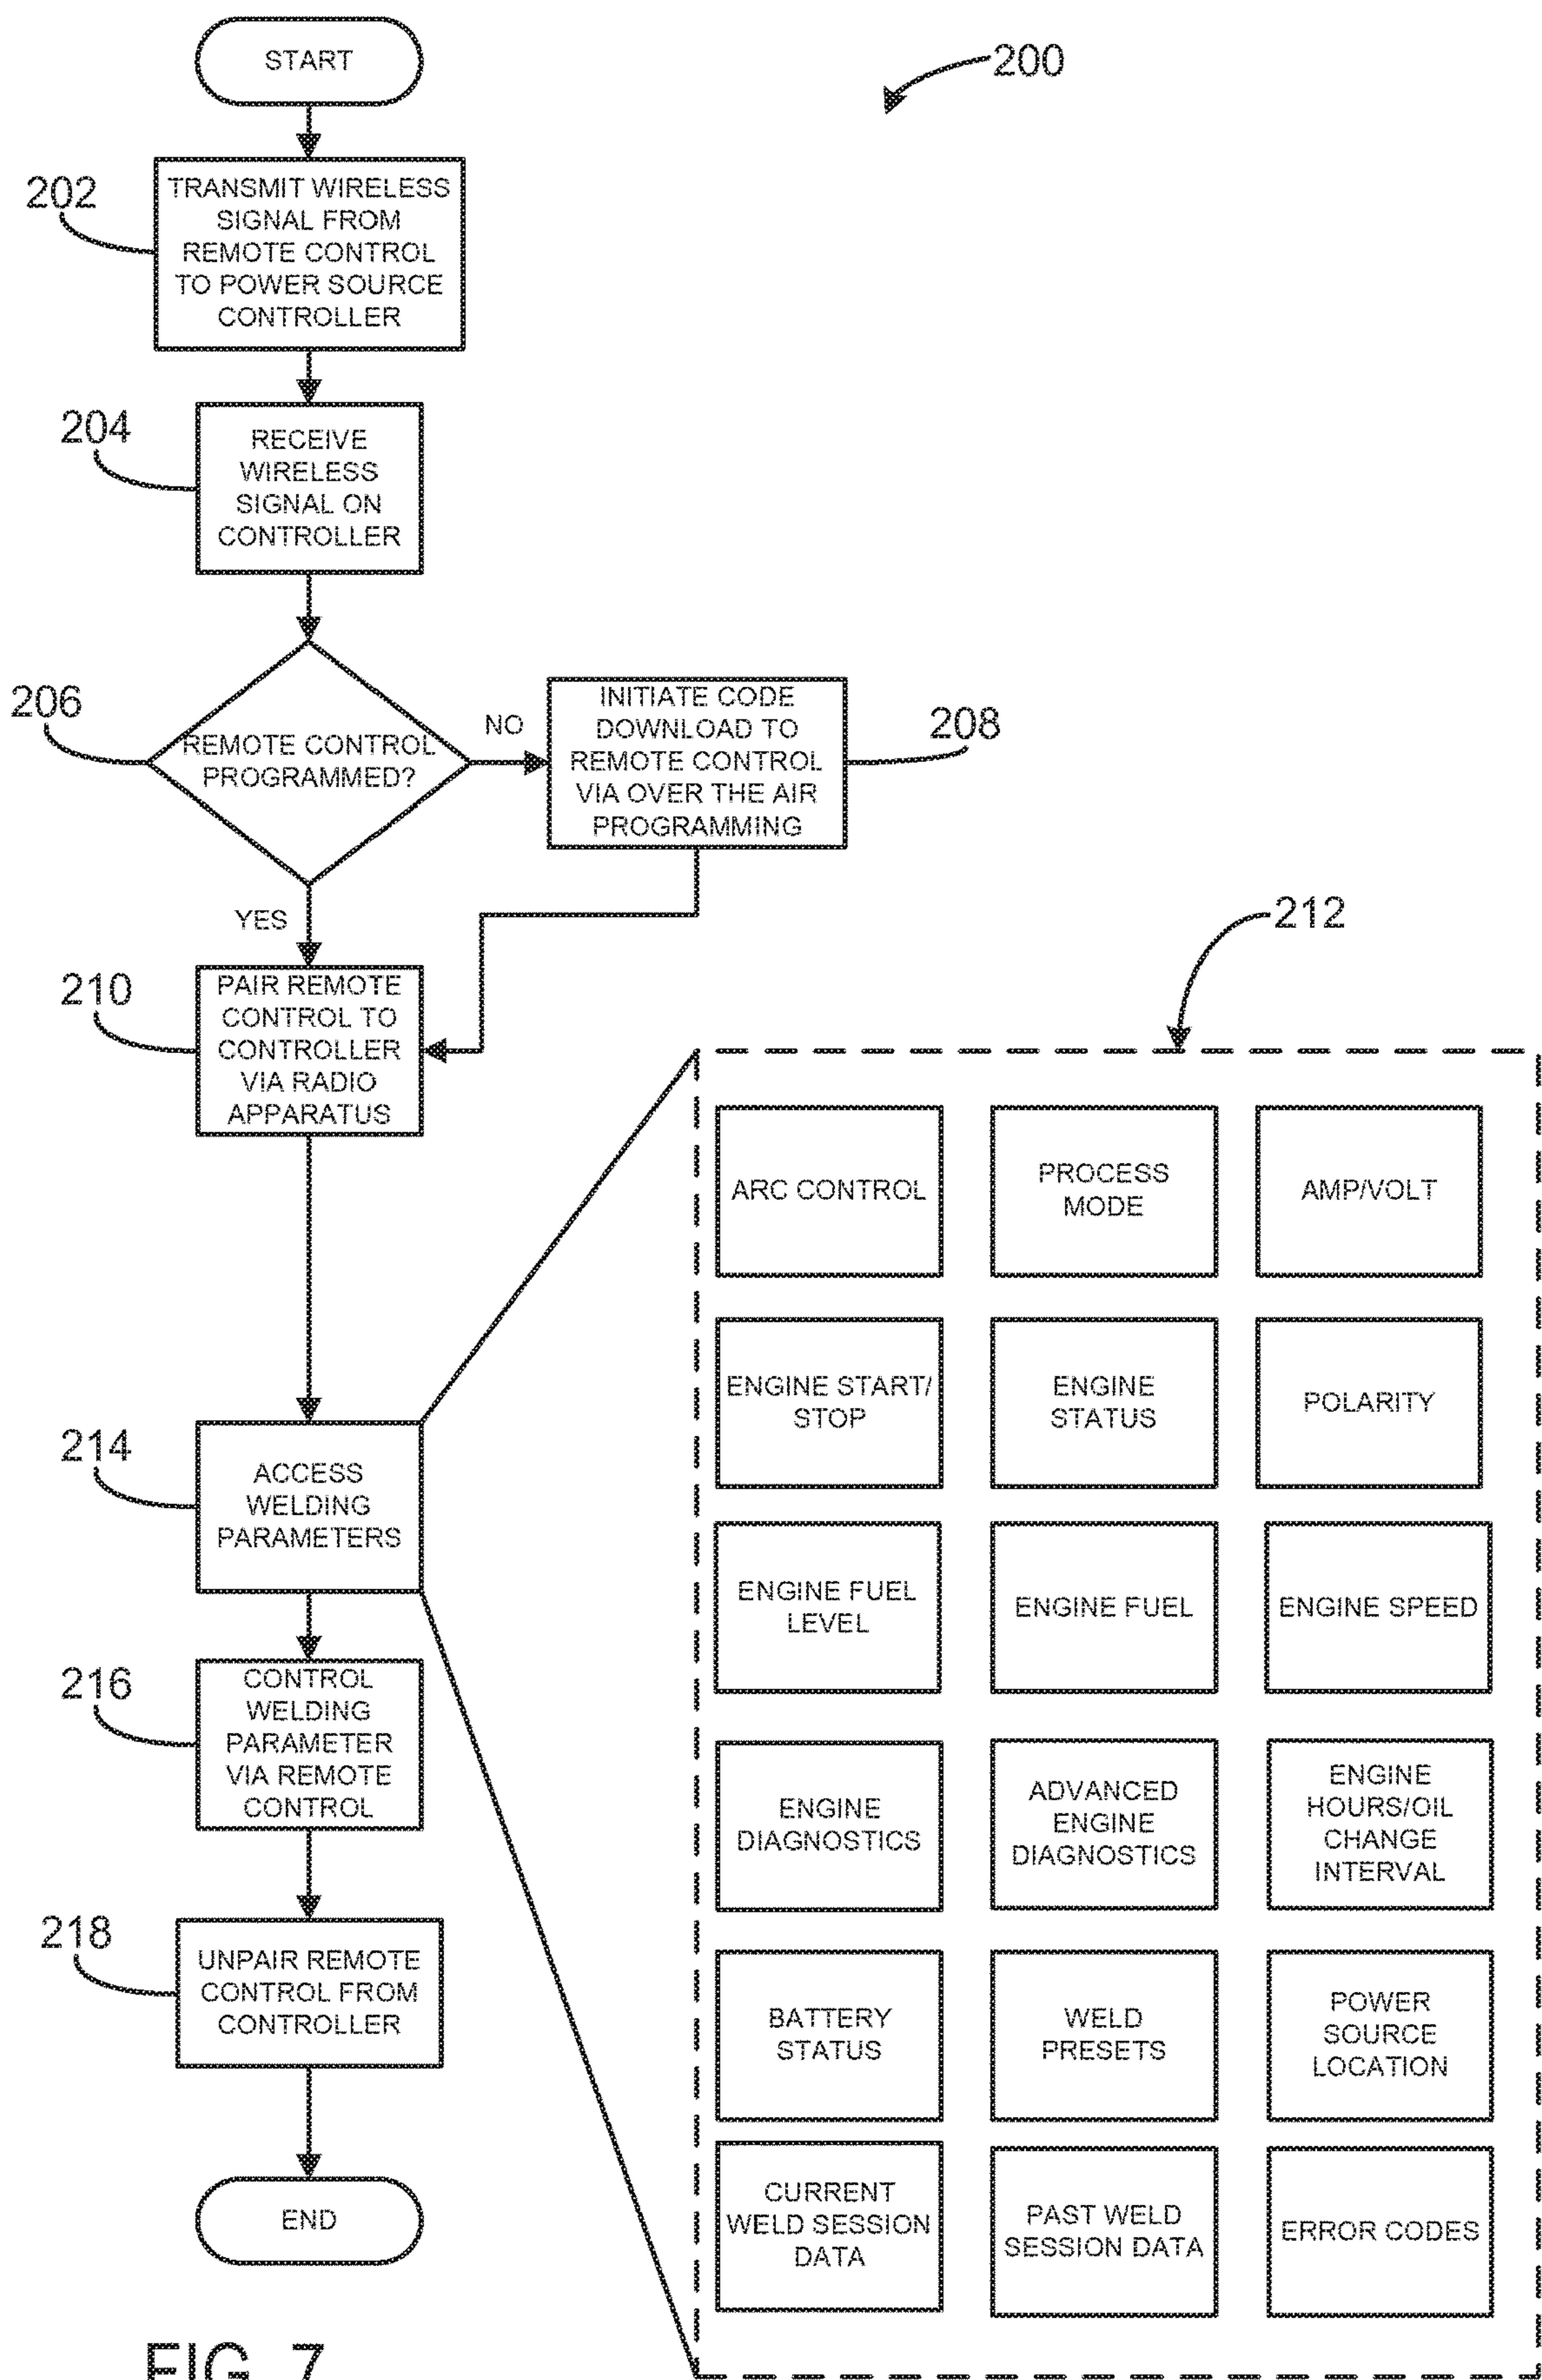 START
200
202
TRANSMIT WIRELESS
SIGNAL FROM
REMOTE CONTROL
TO POWER SOURCE
CONTROLLER
204
RECEIVE
WIRELESS
SIGNAL ON
CONTROLLER
206
REMOTE CONTROL
PROGRAMMED?
NO
INITIATE CODE
DOWNLOAD TO
REMOTE CONTROL
VIA OVER THE AIR
PROGRAMMING
208
YES
210
PAIR REMOTE
CONTROL TO
CONTROLLER
VIA RADIO
APPARATUS
212
214
ACCESS
WELDING
PARAMETERS
216
CONTROL
WELDING
PARAMETER
VIA REMOTE
CONTROL
218
UNPAIR REMOTE
CONTROL FROM
CONTROLLER
END
ARC CONTROL
PROCESS
MODE
AMP/VOLT
ENGINE START/
STOP
ENGINE
STATUS
POLARITY
ENGINE FUEL
LEVEL
ENGINE FUEL
ENGINE SPEED
ENGINE
DIAGNOSTICS
ADVANCED
ENGINE
DIAGNOSTICS
ENGINE
HOURS/OIL
CHANGE
INTERVAL
BATTERY
STATUS
WELD
PRESETS
POWER
SOURCE
LOCATION
CURRENT
WELD SESSION
DATA
PAST WELD
SESSION DATA
ERROR CODES
FIG. 7